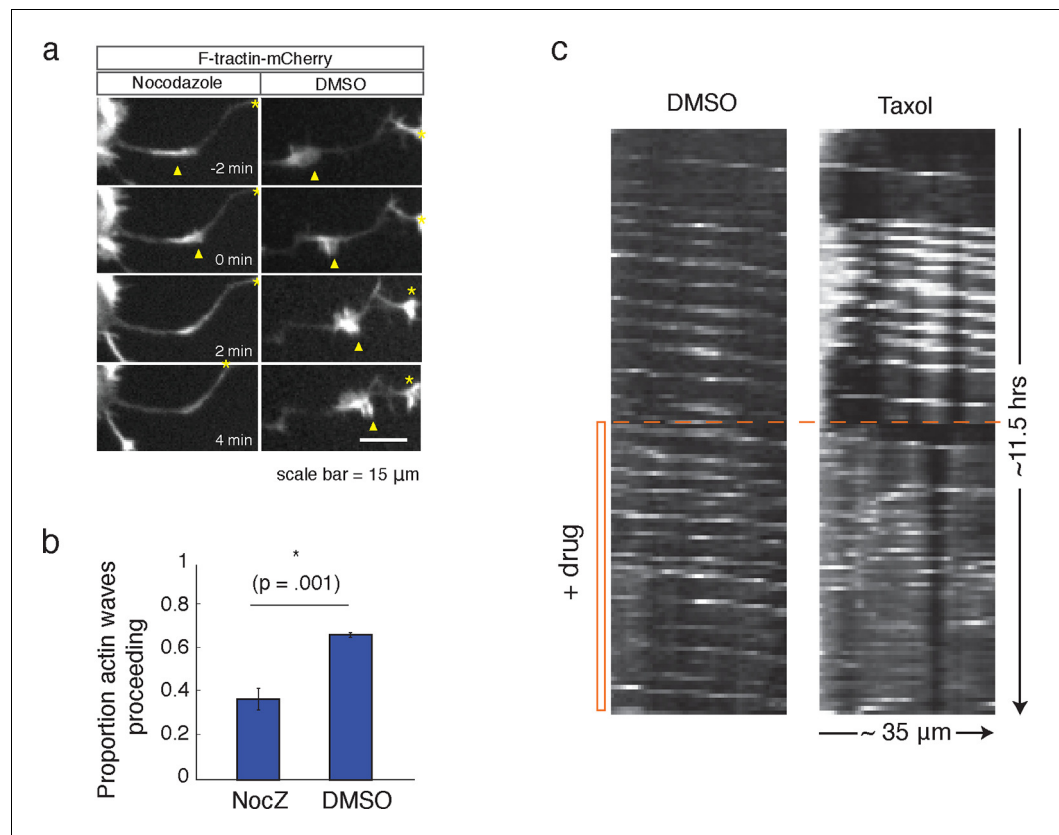 a
F-tractin-mCherry
Nocodazole
DMSO
*
*
-2 min
*
*
0 min
*
*
2 min
*
*
4 min
scale bar = 15 µm
b
Proportion actin waves
proceeding
1
0.8
0.6
0.4
0.2
0
*
(p = .001)
NocZ
DMSO
c
DMSO
Taxol
+ drug
~11.5 hrs
~ 35 µm